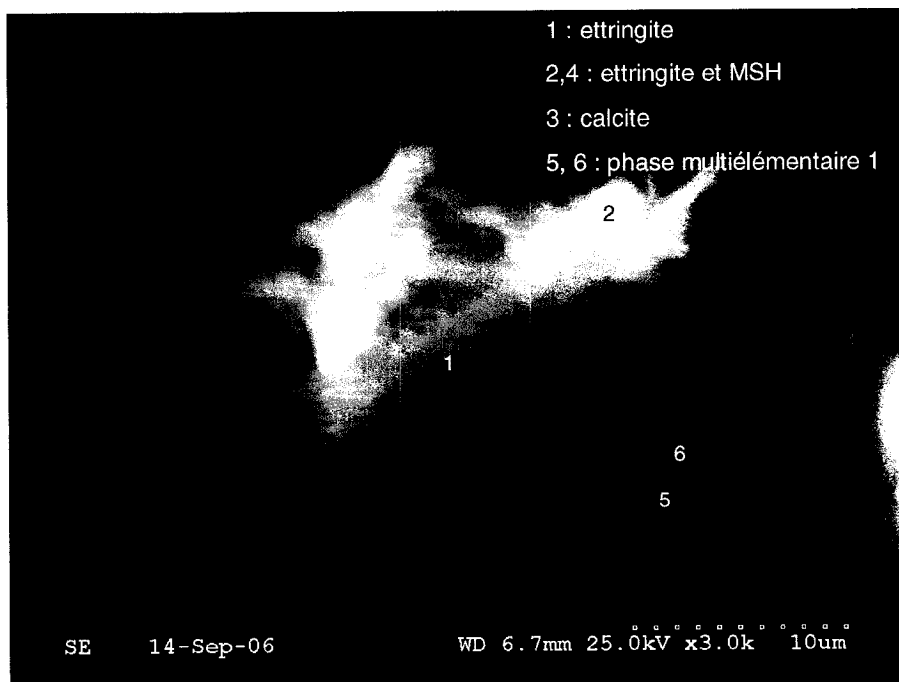 1 : ettringite
2,4 : ettringite et MSH
3 : calcite
5, 6 : phase multiélémentaire 1
2
1
6
5
SE 14-Sep-06 WD 6.7mm 25.0kV x3.0k 10um